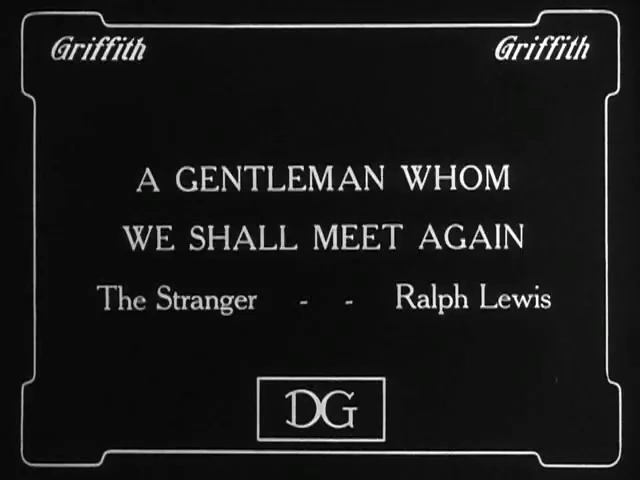 Griffith Griffith
A GENTLEMAN WHOM
WE SHALL MEET AGAIN
The Stranger - - Ralph Lewis
DG